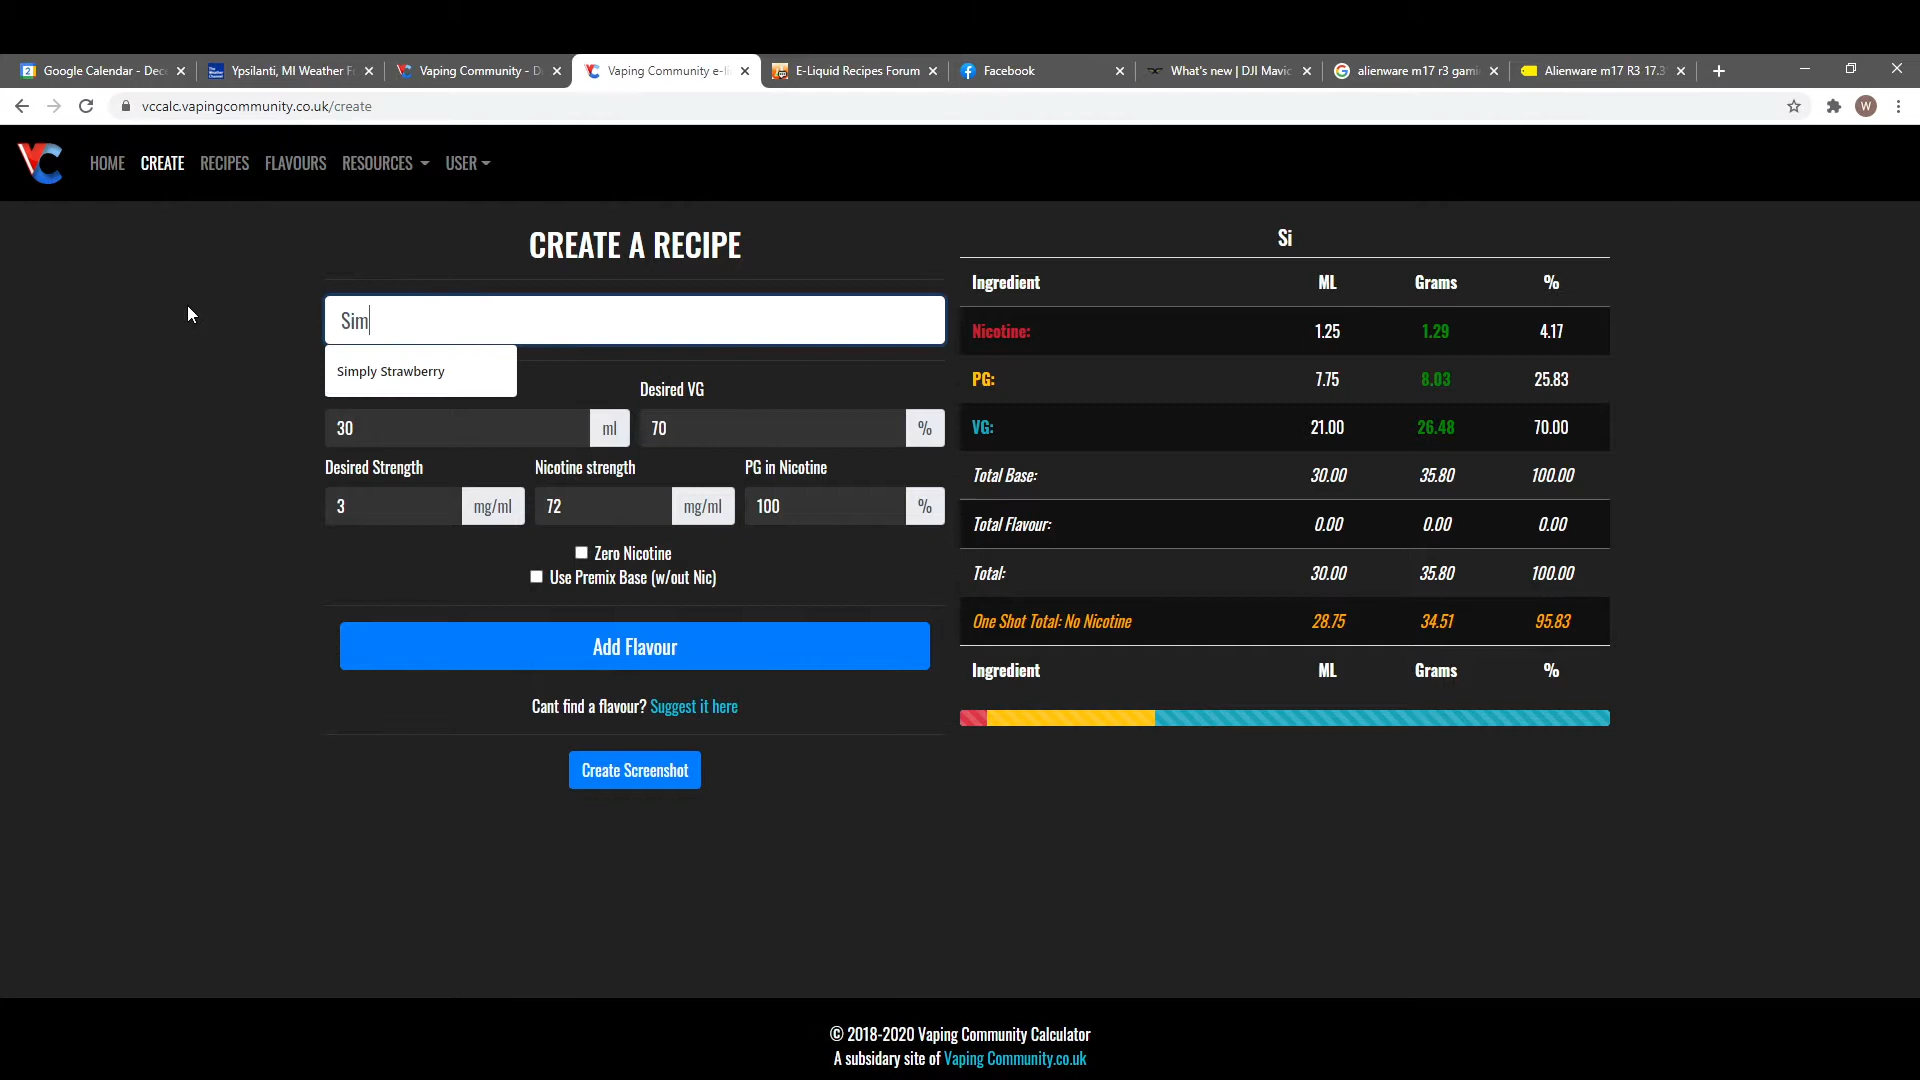 Google Calendar - Dec
Ypsilanti, MI Weather F
Vaping Community - D
Vaping Community e-li
E-Liquid Recipes Forum
Facebook
What's new | DJI Mavic
alienware m17 r3 gami
Alienware m17 R3 17.3
vccalc.vapingcommunity.co.uk/create
W
VC
HOME CREATE RECIPES FLAVOURS RESOURCES USER
CREATE A RECIPE
Sim
Simply Strawberry
Desired VG
30 ml 70 %
Desired Strength Nicotine strength PG in Nicotine
3 mg/ml 72 mg/ml 100 %
Zero Nicotine
Use Premix Base (w/out Nic)
Add Flavour
Cant find a flavour? Suggest it here
Create Screenshot
Si
Ingredient ML Grams %
Nicotine: 1.25 1.29 4.17
PG: 7.75 8.03 25.83
VG: 21.00 26.48 70.00
Total Base: 30.00 35.80 100.00
Total Flavour: 0.00 0.00 0.00
Total: 30.00 35.80 100.00
One Shot Total: No Nicotine 28.75 34.51 95.83
Ingredient ML Grams %
© 2018-2020 Vaping Community Calculator
A subsidary site of Vaping Community.co.uk